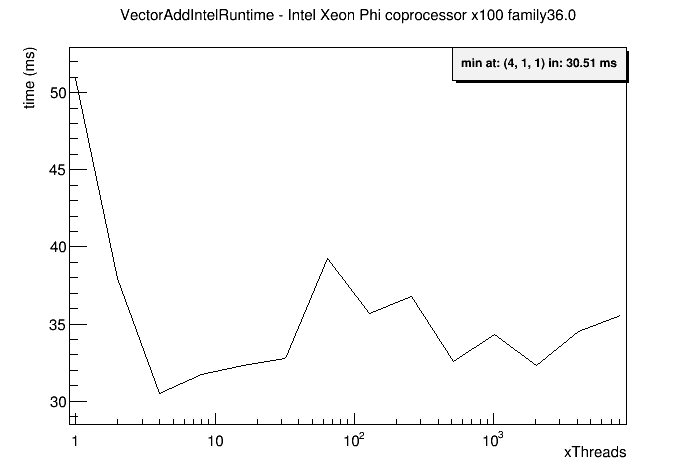 VectorAddIntelRuntime - Intel Xeon Phi coprocessor x100 family36.0
time (ms)
min at: (4, 1, 1) in: 30.51 ms
50
45
40
35
30
1 10 10² 10³
xThreads